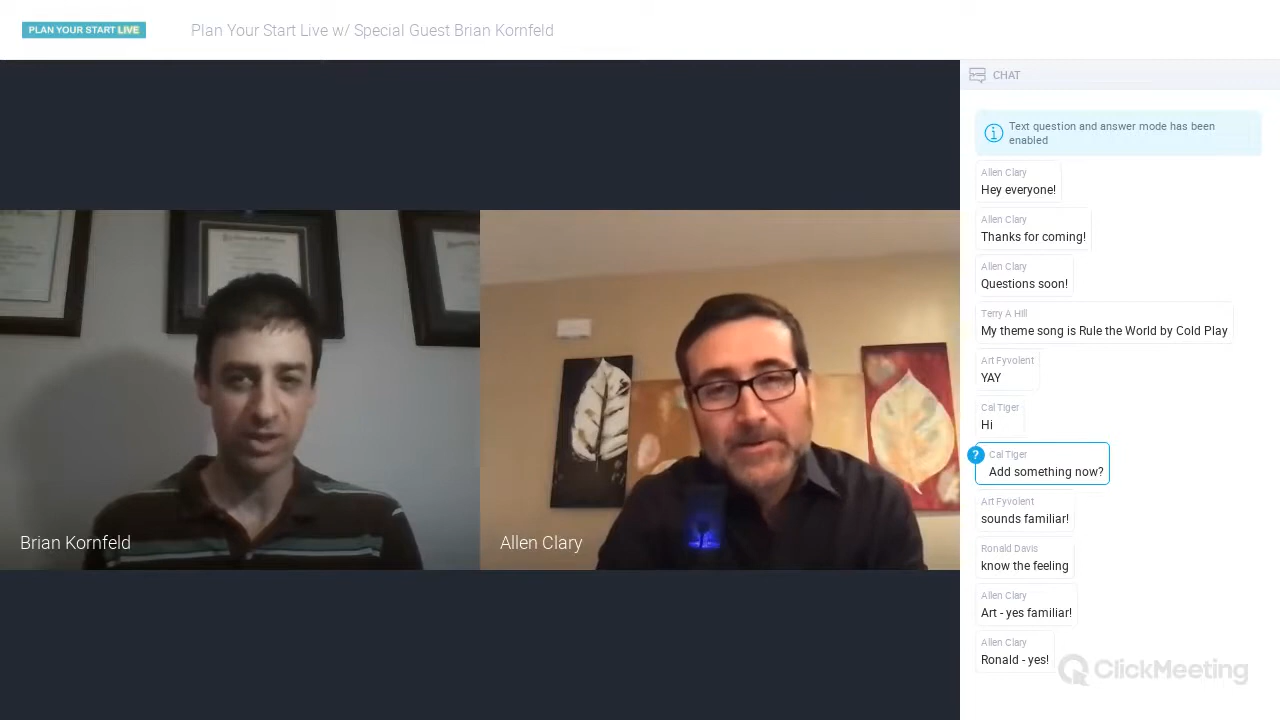 PLAN YOUR START LIVE
Plan Your Start Live w/ Special Guest Brian Kornfeld
CHAT
Text question and answer mode has been
enabled
Allen Clary
Hey everyone!
Allen Clary
Thanks for coming!
Allen Clary
Questions soon!
Terry A Hill
My theme song is Rule the World by Cold Play
Art Fyvolent
YAY
Cal Tiger
Hi
?
Cal Tiger
Add something now?
Art Fyvolent
sounds familiar!
Ronald Davis
know the feeling
Allen Clary
Art - yes familiar!
Allen Clary
Ronald - yes!
Brian Kornfeld
Allen Clary
ClickMeeting